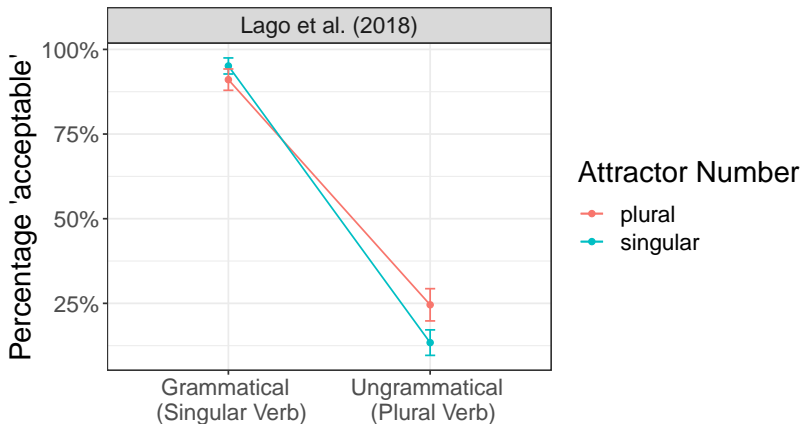 Lago et al. (2018)
Percentage 'acceptable'
100%
75%
50%
25%
Grammatical
(Singular Verb)
Ungrammatical
(Plural Verb)
Attractor Number
plural
singular